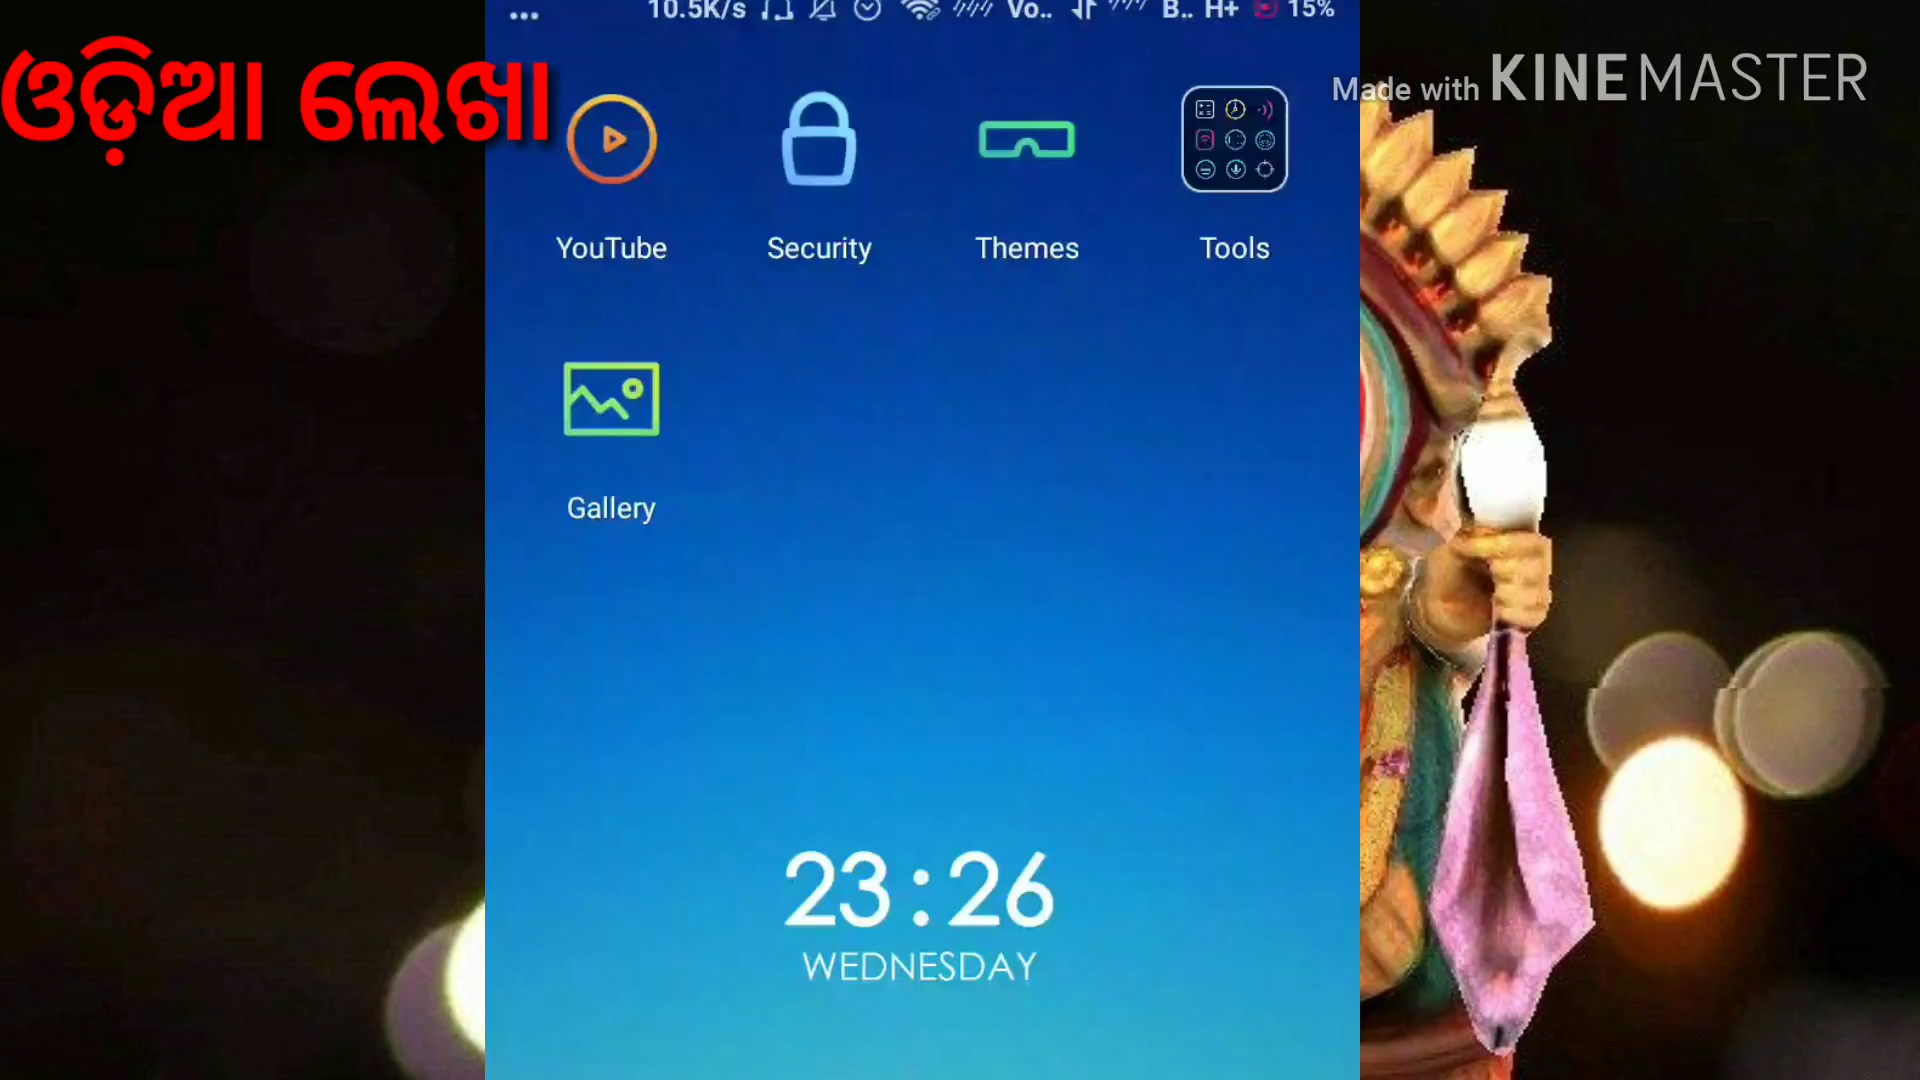 10.5K/s Vo.. B.. H+ 15%
ଓଡ଼ିଆ ଲେଖା
Made with KINEMASTER
YouTube Security Themes Tools
Gallery
23:26
WEDNESDAY